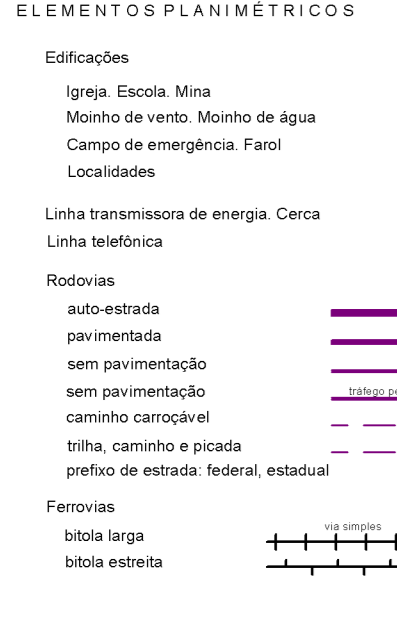 ELEMENTOS PLANIMÉTRICOS
Edificações
Igreja. Escola. Mina
Moinho de vento. Moinho de água
Campo de emergência. Farol
Localidades
Linha transmissora de energia. Cerca
Linha telefônica
Rodovias
auto-estrada
pavimentada
sem pavimentação
sem pavimentação tráfego pe
caminho carroçável
trilha, caminho e picada
prefixo de estrada: federal, estadual
Ferrovias
via simples
bitola larga
bitola estreita